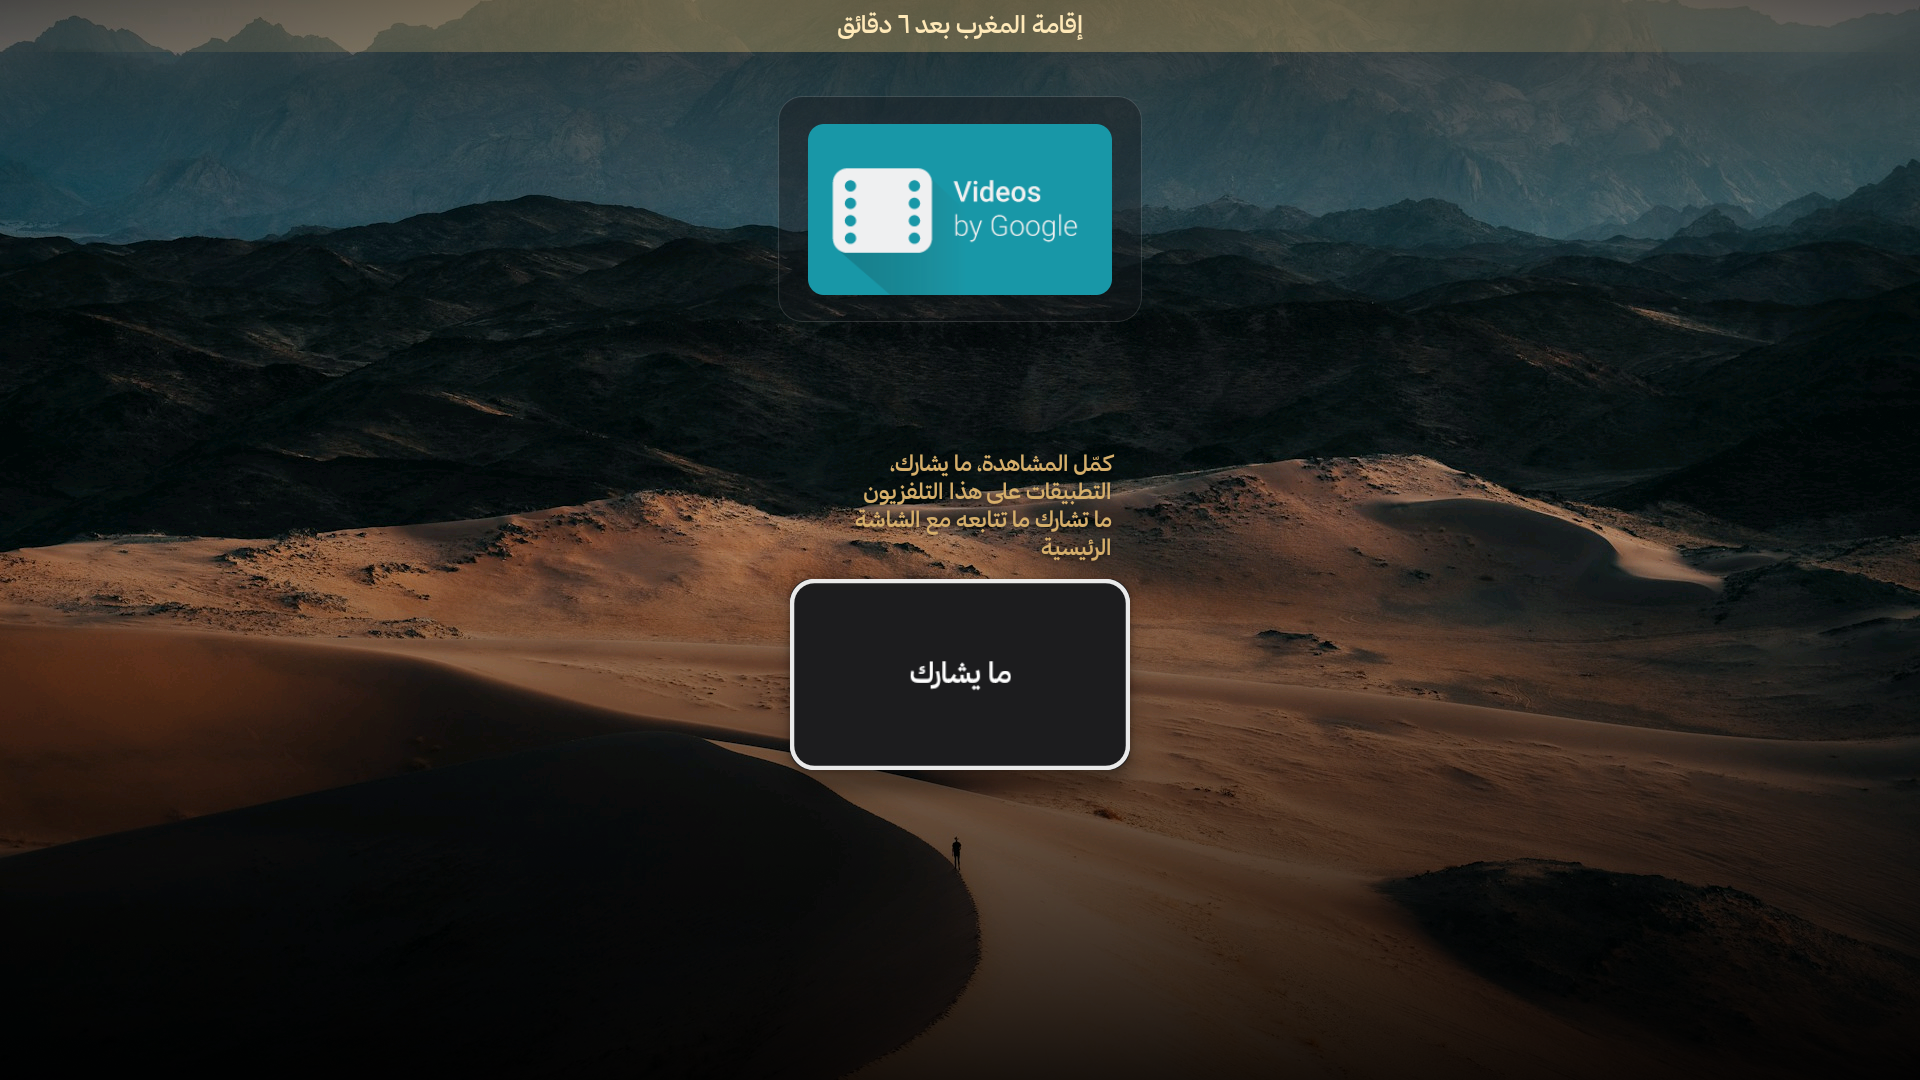 إقامة المغرب بعد ٦ دقائق
Videos
by Google
كمّل المشاهدة، ما يشارك،
التطبيقات على هذا التلفزيون
ما تشارك ما تتابعه مع الشاشة
الرئيسية
ما يشارك